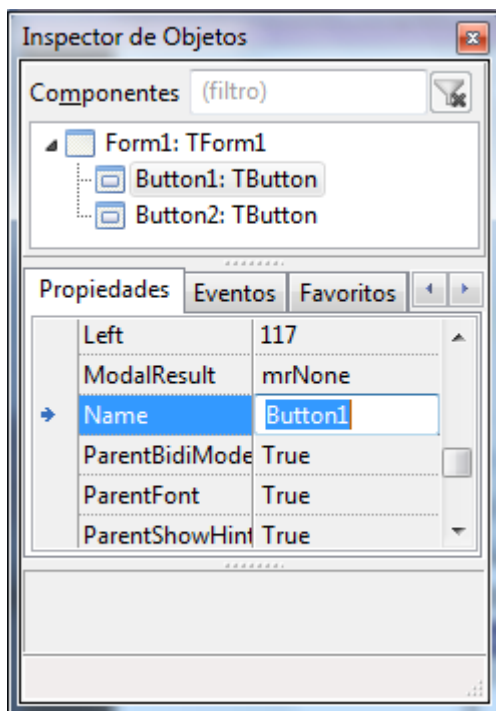 Inspector de Objetos
Componentes (filtro)
Form1: TForm1
Button1: TButton
Button2: TButton
Propiedades Eventos Favoritos
Left 117
ModalResult mrNone
Name Button1
ParentBidiMode True
ParentFont True
ParentShowHint True